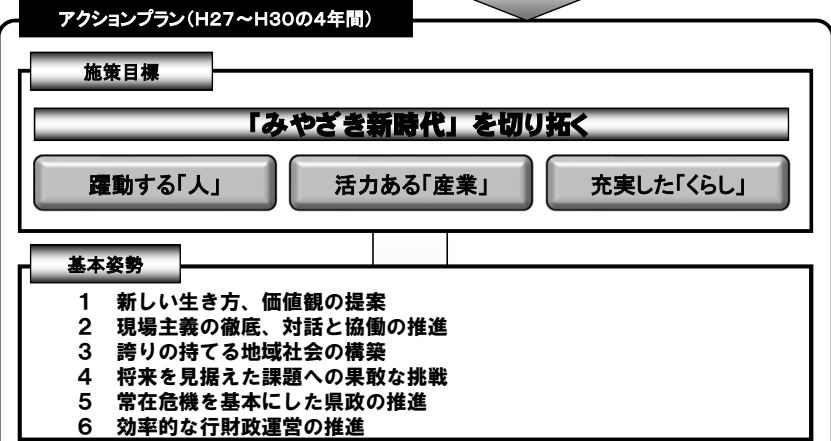 アクションプラン（H27～H30の4年間）
施策目標
「みやざき新時代」を切り拓く
躍動する「人」
活力ある「産業」
充実した「くらし」
基本姿勢
１　新しい生き方、価値観の提案
２　現場主義の徹底、対話と協働の推進
３　誇りの持てる地域社会の構築
４　将来を見据えた課題への果敢な挑戦
５　常在危機を基本にした県政の推進
６　効率的な行財政運営の推進